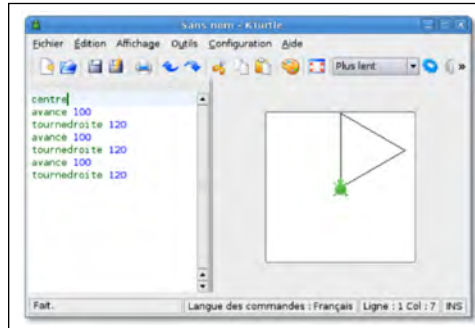 Sans nom - KTurtle
Fichier Édition Affichage Outils Configuration Aide
Plus lent
centre
avance 100
tournedroite 120
avance 100
tournedroite 120
avance 100
tournedroite 120
Fait.
Langue des commandes : Français Ligne : 1 Col : 7 INS